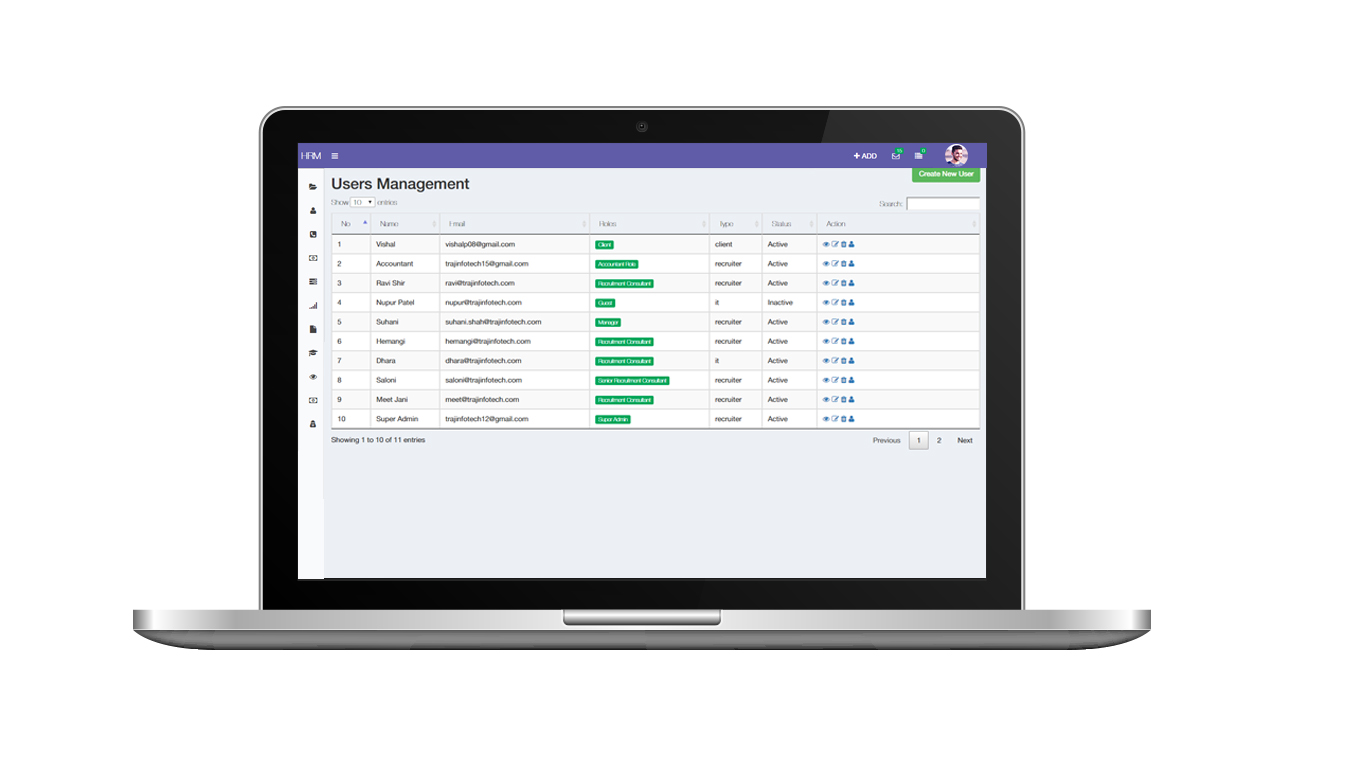 HRM + ADD
Create New User
Users Management
Show 10 entries Search:
No Name Email Roles Type Status Action
1 Vishal vishalp08@gmail.com Client client Active
2 Accountant trajinfotech15@gmail.com Accountant Role recruiter Active
3 Ravi Shir ravi@trajinfotech.com Recruitment Consultant recruiter Active
4 Nupur Patel nupur@trajinfotech.com Guest it Inactive
5 Suhani suhani.shah@trajinfotech.com Manager recruiter Active
6 Hemangi hemangi@trajinfotech.com Recruitment Consultant recruiter Active
7 Dhara dhara@trajinfotech.com Recruitment Consultant it Active
8 Saloni saloni@trajinfotech.com Senior Recruitment Consultant recruiter Active
9 Meet Jani meet@trajinfotech.com Recruitment Consultant recruiter Active
10 Super Admin trajinfotech12@gmail.com Super Admin recruiter Active
Showing 1 to 10 of 11 entries Previous 1 2 Next